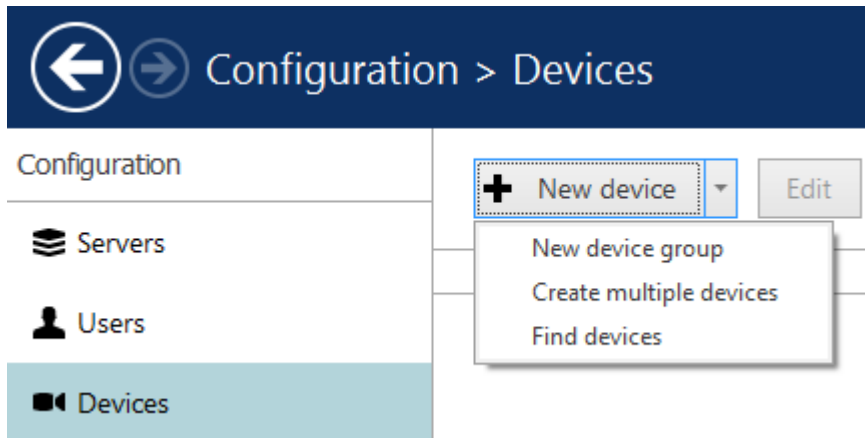 Configuration > Devices
Configuration
New device
Edit
Servers
New device group
Create multiple devices
Find devices
Users
Devices